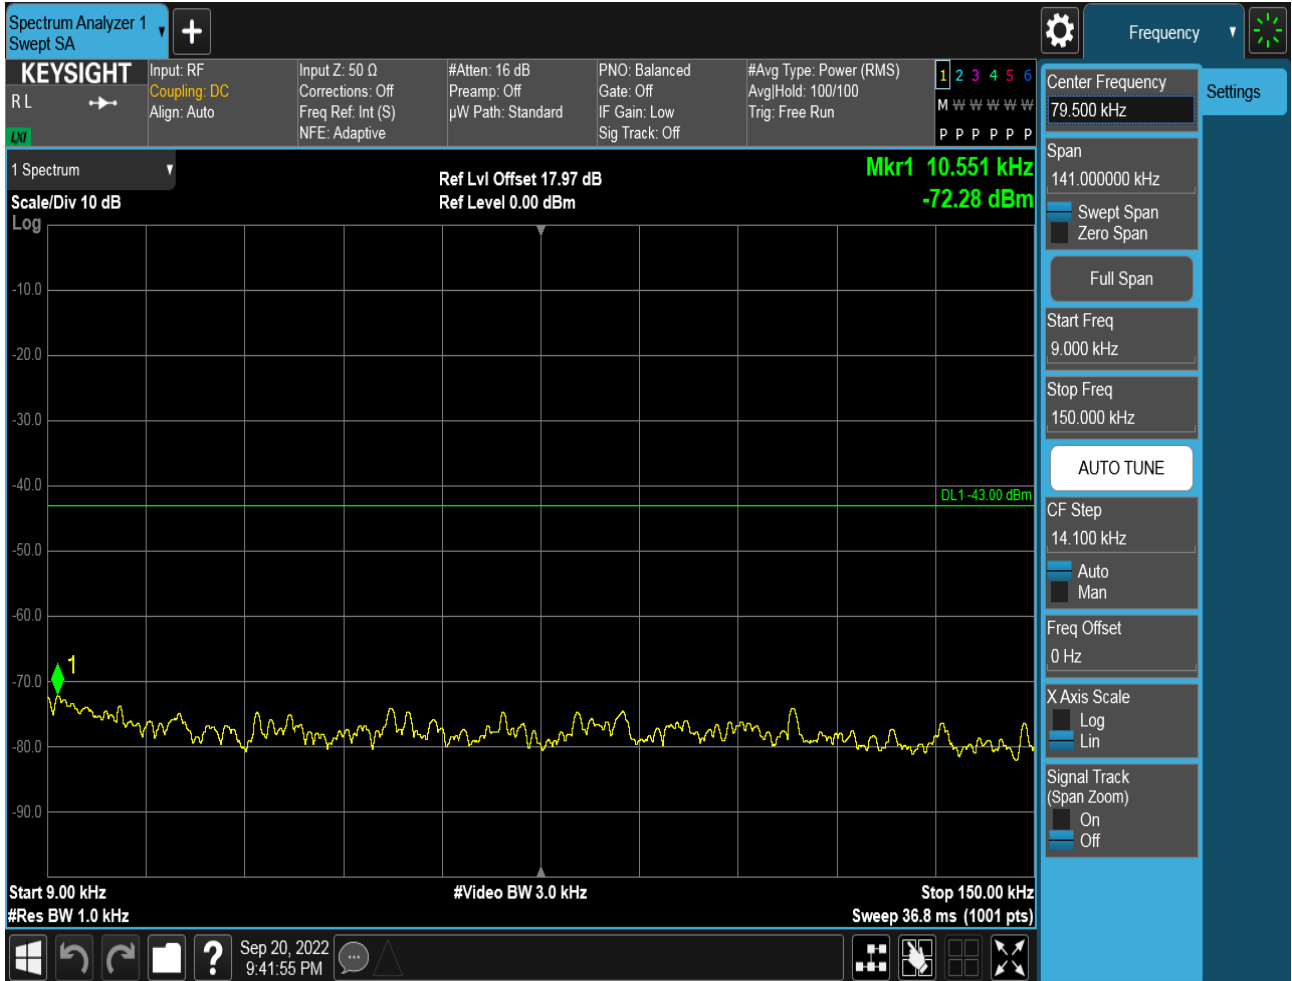 Spectrum Analyzer 1
Swept SA
+
Frequency
KEYSIGHT
R L
LXI
Input: RF
Coupling: DC
Align: Auto
Input Z: 50 Ω
Corrections: Off
Freq Ref: Int (S)
NFE: Adaptive
#Atten: 16 dB
Preamp: Off
µW Path: Standard
PNO: Balanced
Gate: Off
IF Gain: Low
Sig Track: Off
#Avg Type: Power (RMS)
Avg|Hold: 100/100
Trig: Free Run
1 2 3 4 5 6
M W W W W W
P P P P P P
1 Spectrum
Scale/Div 10 dB
Log
Ref Lvl Offset 17.97 dB
Ref Level 0.00 dBm
Mkr1 10.551 kHz
-72.28 dBm
-10.0
-20.0
-30.0
-40.0
DL1 -43.00 dBm
-50.0
-60.0
1
-70.0
-80.0
-90.0
Start 9.00 kHz
#Video BW 3.0 kHz
Stop 150.00 kHz
#Res BW 1.0 kHz
Sweep 36.8 ms (1001 pts)
?
Sep 20, 2022
9:41:55 PM
Center Frequency
79.500 kHz
Settings
Span
141.000000 kHz
Swept Span
Zero Span
Full Span
Start Freq
9.000 kHz
Stop Freq
150.000 kHz
AUTO TUNE
CF Step
14.100 kHz
Auto
Man
Freq Offset
0 Hz
X Axis Scale
Log
Lin
Signal Track
(Span Zoom)
On
Off